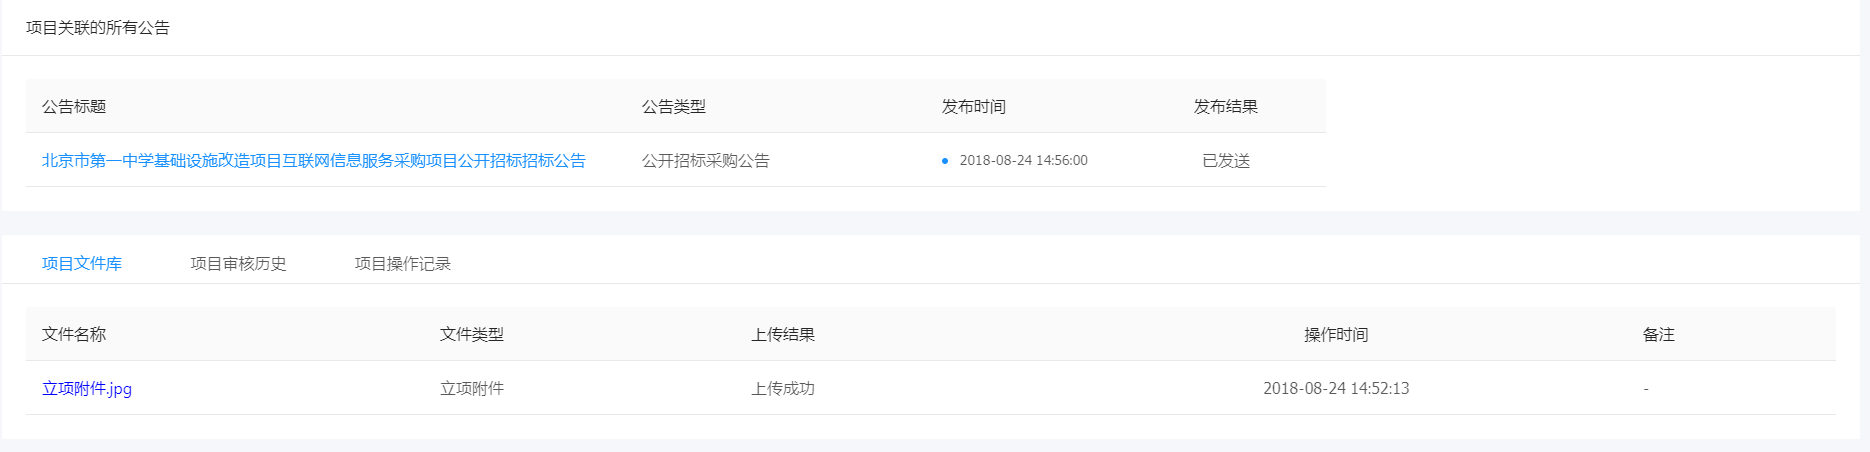 项目关联的所有公告
公告标题 公告类型 发布时间 发布结果
北京市第一中学基础设施改造项目互联网信息服务采购项目公开招标招标公告 公开招标采购公告 2018-08-24 14:56:00 已发送
项目文件库 项目审核历史 项目操作记录
文件名称 文件类型 上传结果 操作时间 备注
立项附件.jpg 立项附件 上传成功 2018-08-24 14:52:13 -